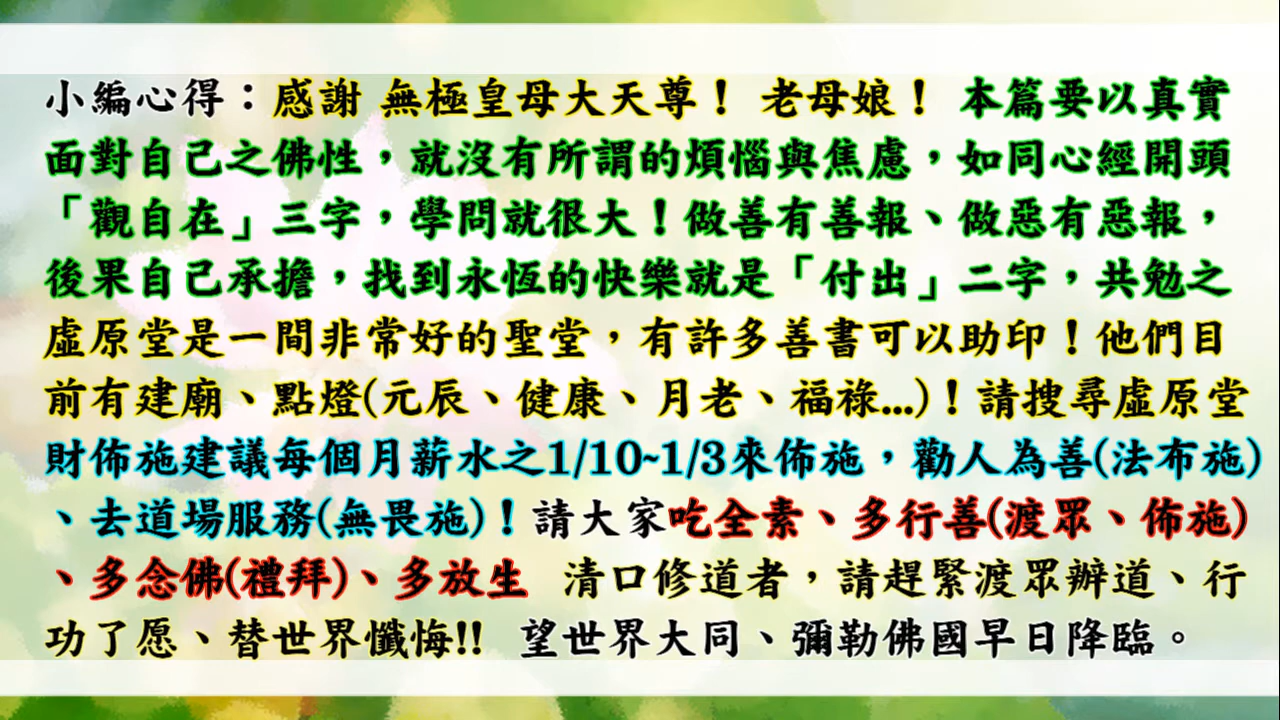 小編心得：感謝 無極皇母大天尊！ 老母娘！ 本篇要以真實
面對自己之佛性，就沒有所謂的煩惱與焦慮，如同心經開頭
「觀自在」三字，學問就很大！做善有善報、做惡有惡報，
後果自己承擔，找到永恆的快樂就是「付出」二字，共勉之
虛原堂是一間非常好的聖堂，有許多善書可以助印！他們目
前有建廟、點燈(元辰、健康、月老、福祿...)！請搜尋虛原堂
財佈施建議每個月薪水之1/10~1/3來佈施，勸人為善(法布施)
、去道場服務(無畏施)！請大家吃全素、多行善(渡眾、佈施)
、多念佛(禮拜)、多放生 清口修道者，請趕緊渡眾辦道、行
功了愿、替世界懺悔!! 望世界大同、彌勒佛國早日降臨。